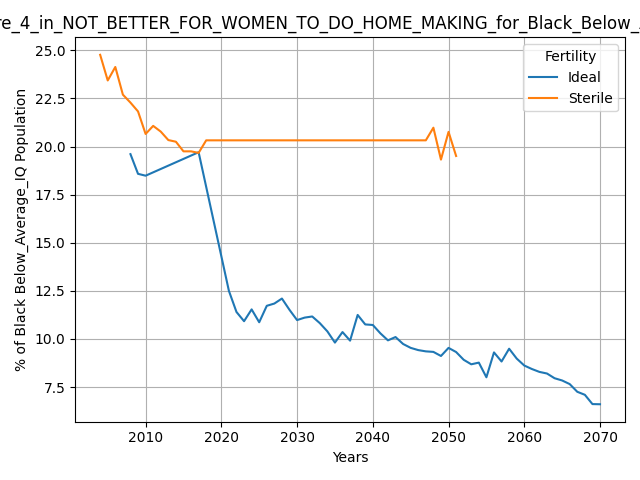 re_4_in_NOT_BETTER_FOR_WOMEN_TO_DO_HOME_MAKING_for_Black_Below_
Fertility
Ideal
Sterile
25.0
22.5
20.0
17.5
15.0
12.5
10.0
7.5
% of Black Below_Average_IQ Population
2010
2020
2030
2040
2050
2060
2070
Years